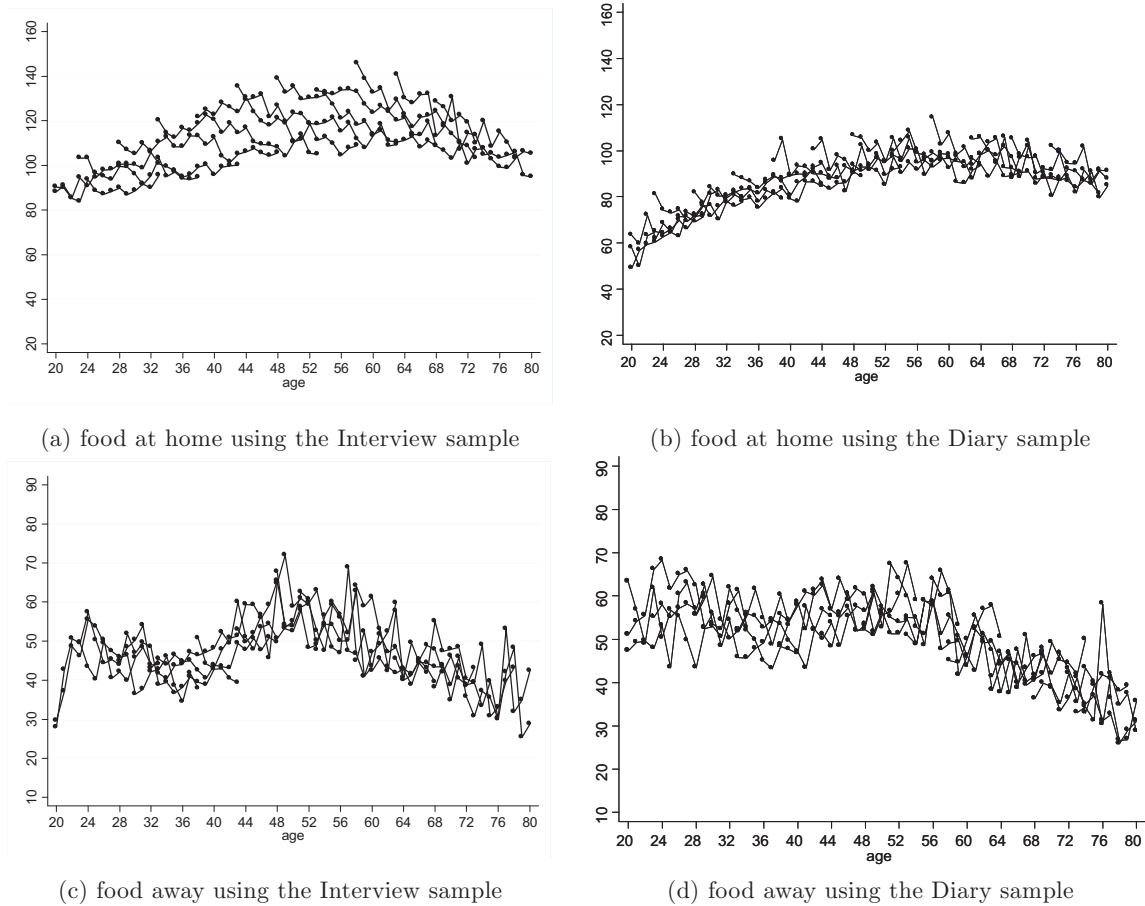 160
140
120
100
80
60
40
20
20 24 28 32 36 40 44 48 52 56 60 64 68 72 76 80
age
(a) food at home using the Interview sample
160
140
120
100
80
60
40
20
20 24 28 32 36 40 44 48 52 56 60 64 68 72 76 80
age
(b) food at home using the Diary sample
90
80
70
60
50
40
30
20
10
20 24 28 32 36 40 44 48 52 56 60 64 68 72 76 80
age
(c) food away using the Interview sample
90
80
70
60
50
40
30
20
10
20 24 28 32 36 40 44 48 52 56 60 64 68 72 76 80
age
(d) food away using the Diary sample